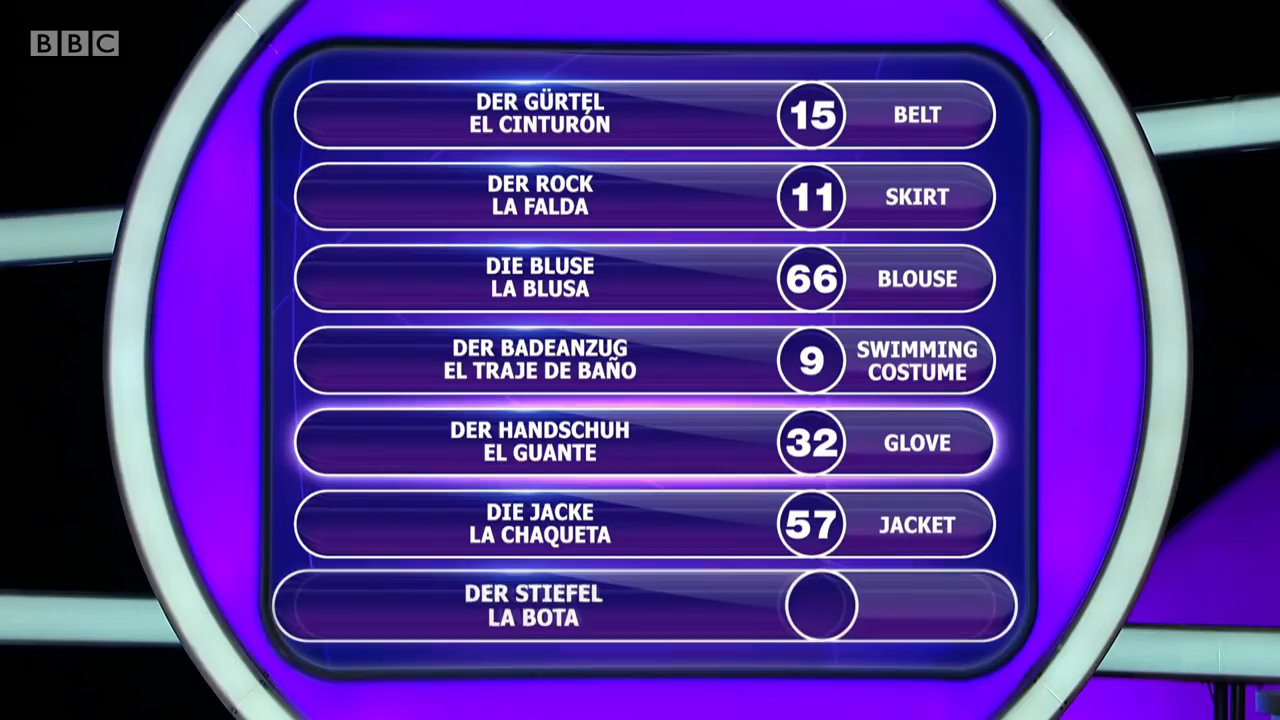 BBC
DER GÜRTEL
EL CINTURÓN
15
BELT
DER ROCK
LA FALDA
11
SKIRT
DIE BLUSE
LA BLUSA
66
BLOUSE
DER BADEANZUG
EL TRAJE DE BAÑO
9
SWIMMING
COSTUME
DER HANDSCHUH
EL GUANTE
32
GLOVE
DIE JACKE
LA CHAQUETA
57
JACKET
DER STIEFEL
LA BOTA